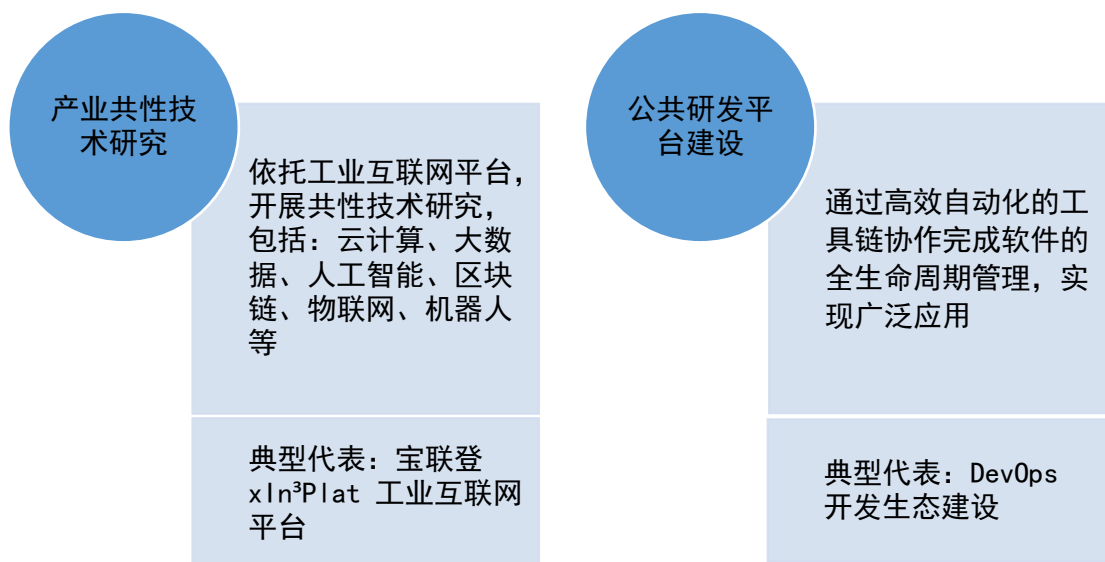 产业共性技
术研究
依托工业互联网平台，
开展共性技术研究，
包括：云计算、大数
据、人工智能、区块
链、物联网、机器人
等
典型代表：宝联登
xIn³Plat 工业互联网
平台
公共研发平
台建设
通过高效自动化的工
具链协作完成软件的
全生命周期管理，实
现广泛应用
典型代表：DevOps
开发生态建设